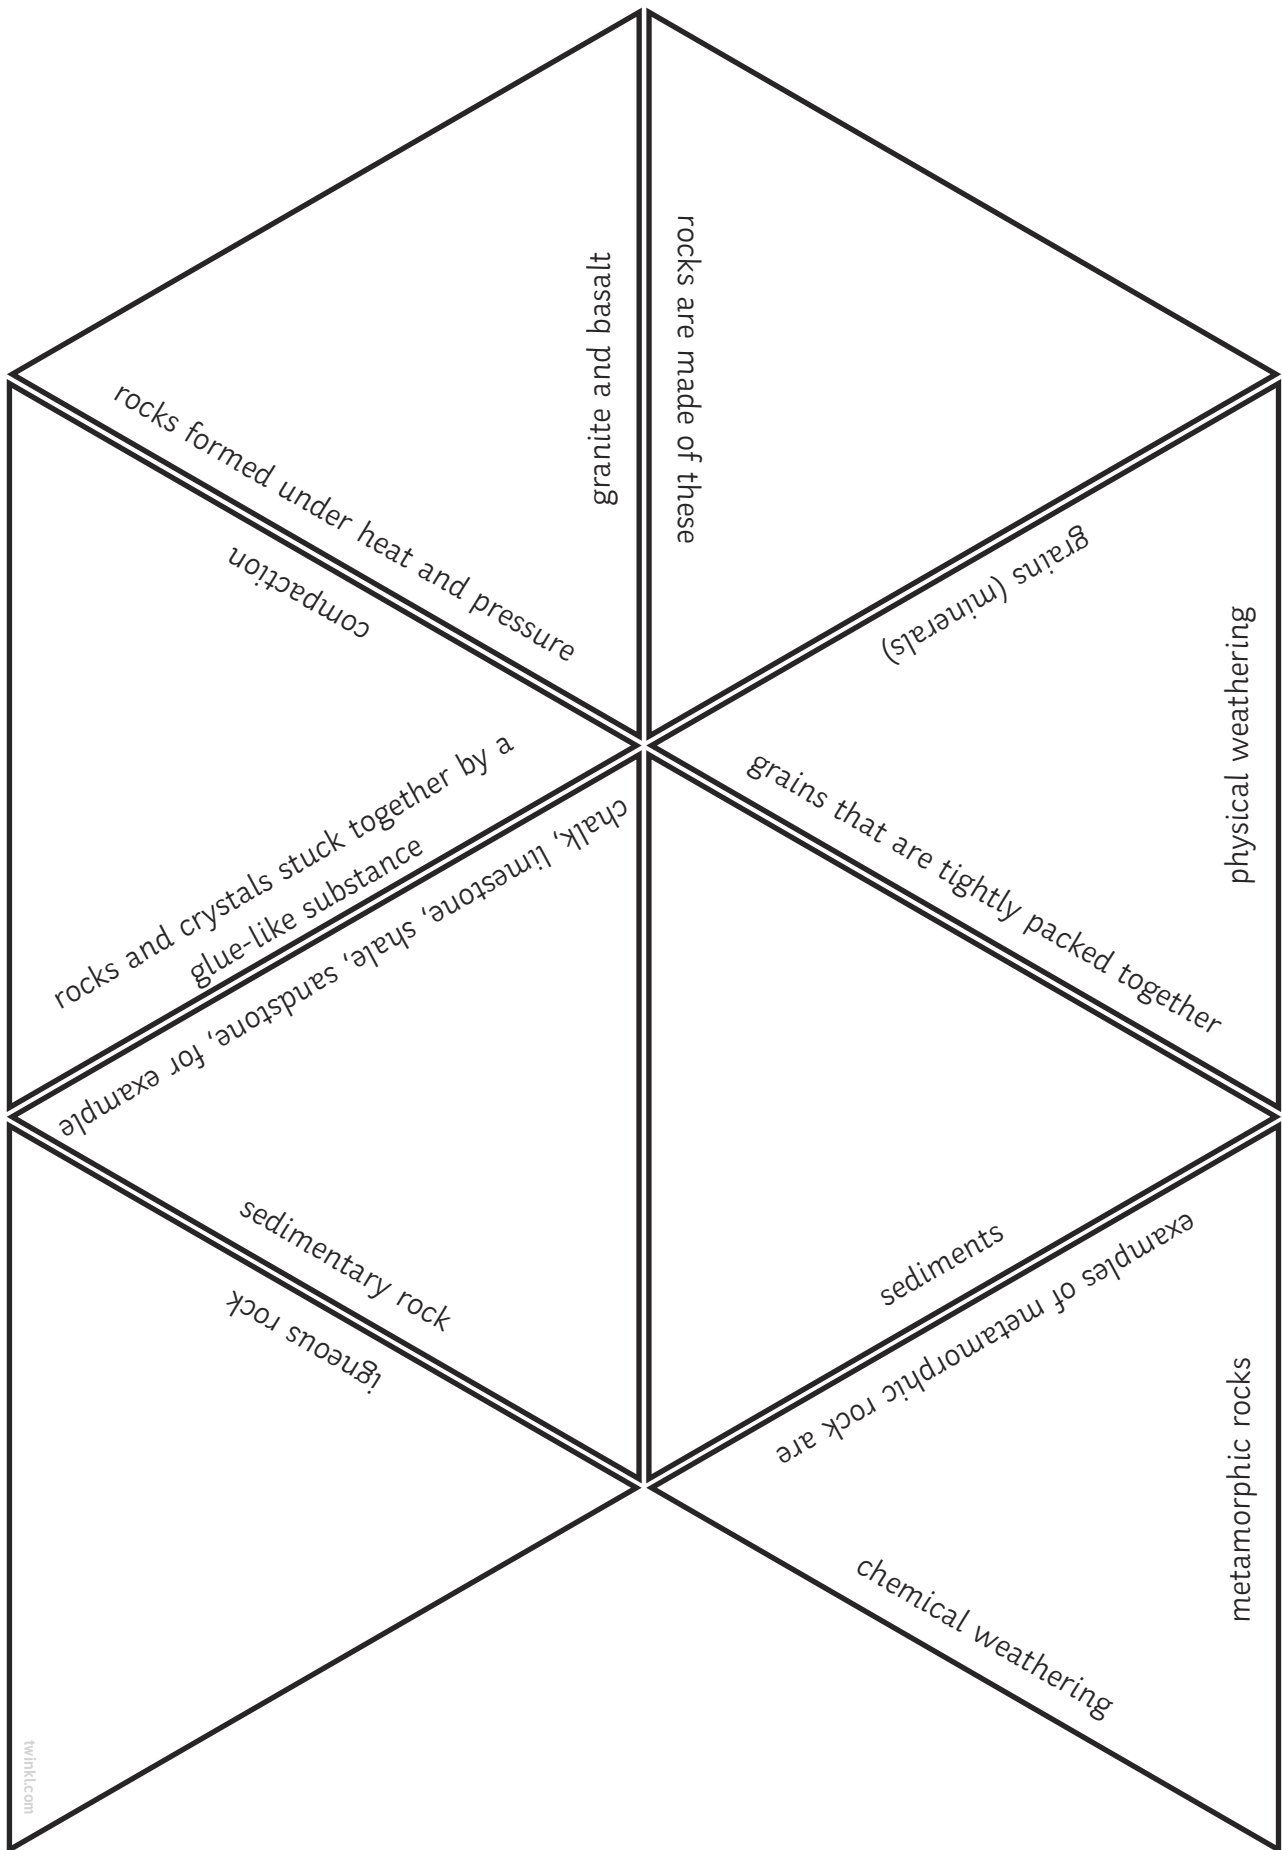 granite and basalt
rocks are made of these
rocks formed under heat and pressure
compaction
grains (minerals)
physical weathering
rocks and crystals stuck together by a
glue-like substance
grains that are tightly packed together
chalk, limestone, shale, sandstone, for example
sedimentary rock
sediments
igneous rock
examples of metamorphic rock are
metamorphic rocks
chemical weathering
twinkl.com